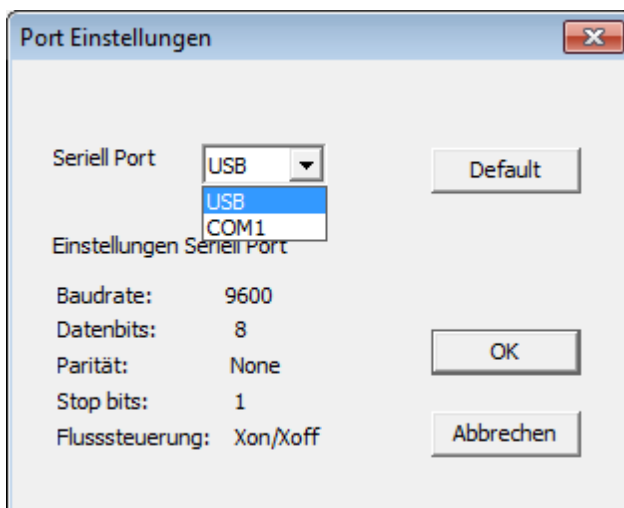 Port Einstellungen
Seriell Port USB Default
USB
COM1
Einstellungen Seriell Port
Baudrate: 9600
Datenbits: 8
Parität: None OK
Stop bits: 1
Flusssteuerung: Xon/Xoff Abbrechen